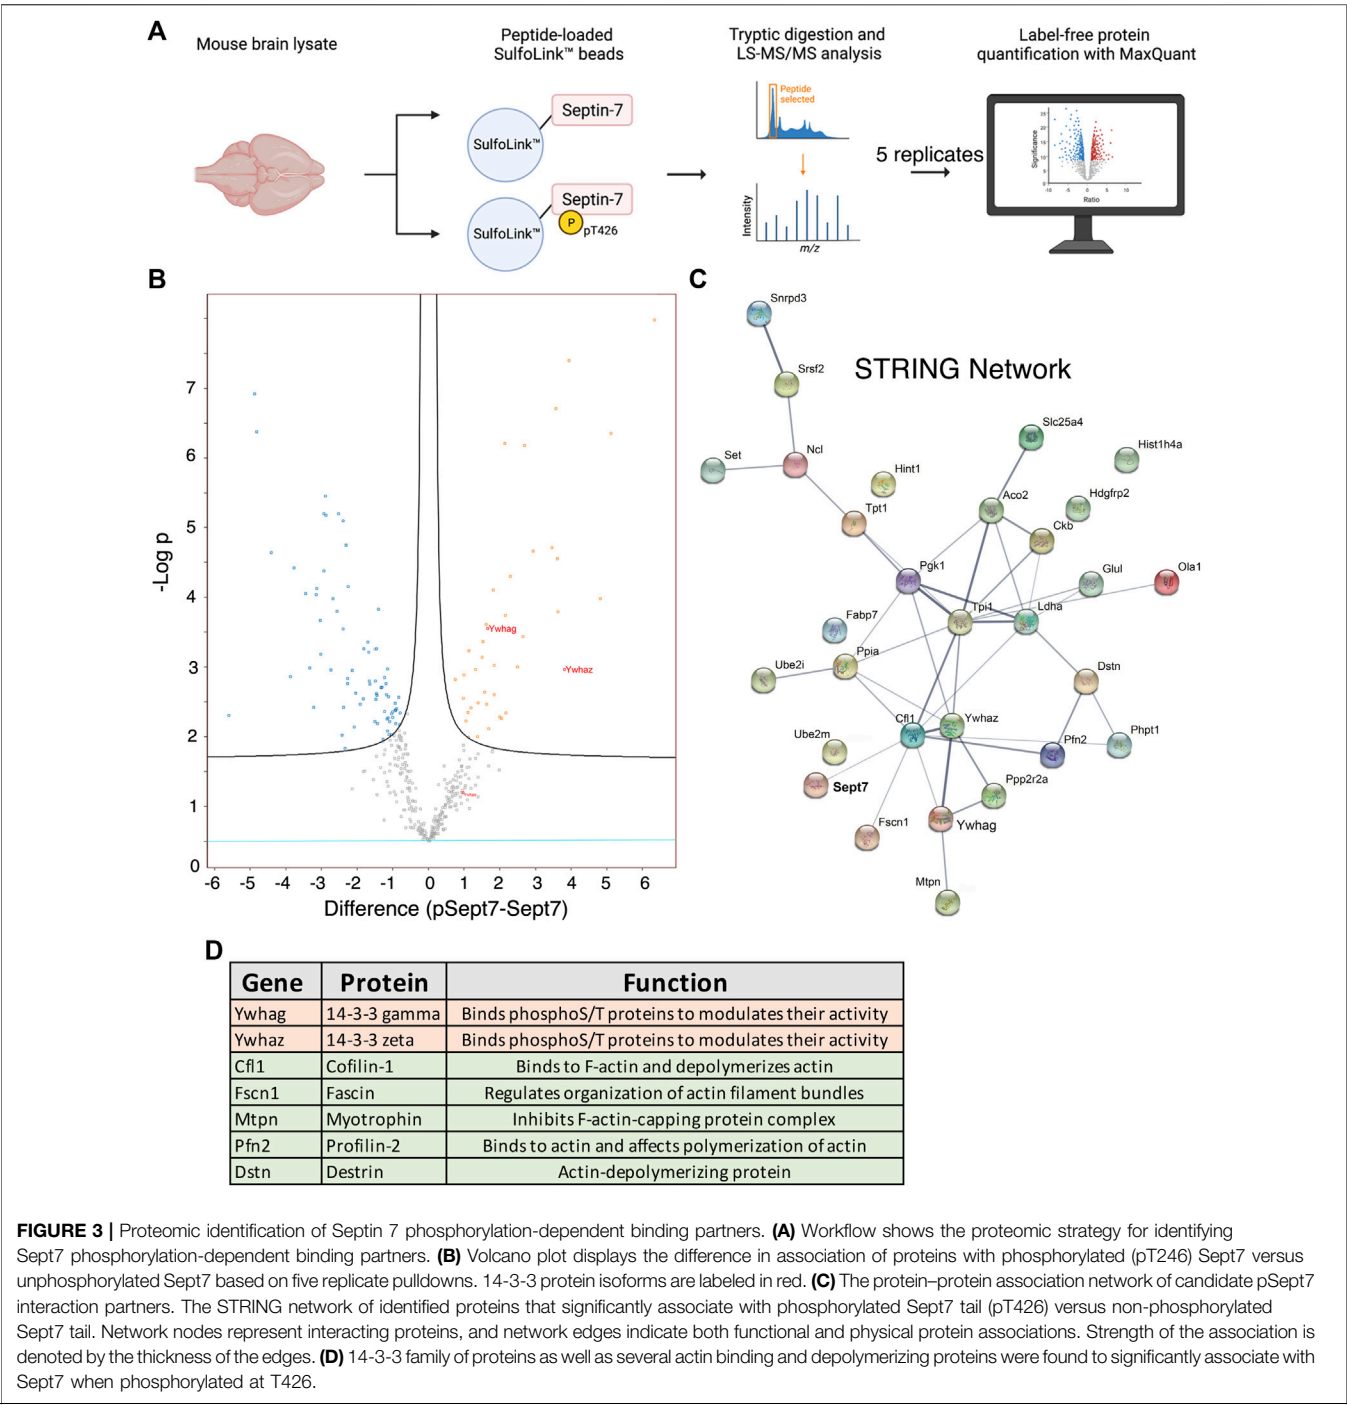 A
Mouse brain lysate
Peptide-loaded
SulfoLink™ beads
Tryptic digestion and
LS-MS/MS analysis
Label-free protein
quantification with MaxQuant
SulfoLink™
Septin-7
SulfoLink™
Septin-7
P
pT426
Peptide
selected
Intensity
m/z
5 replicates
Significance
20
15
10
5
0
-10 -5 0 5 10
Ratio
B
-Log p
7
6
5
4
3
2
1
0
Ywhag
Ywhaz
-6 -5 -4 -3 -2 -1 0 1 2 3 4 5 6
Difference (pSept7-Sept7)
C
STRING Network
Snrpd3
Srsf2
Slc25a4
Hist1h4a
Set
Ncl
Hint1
Aco2
Hdgfrp2
Tpt1
Ckb
Pgk1
Glul
Ola1
Fabp7
Tpi1
Ldha
Ppia
Ube2i
Dstn
Cfl1
Ywhaz
Ube2m
Pfn2
Phpt1
Sept7
Ppp2r2a
Fscn1
Ywhag
Mtpn
D
Gene Protein Function
Ywhag 14-3-3 gamma Binds phosphoS/T proteins to modulates their activity
Ywhaz 14-3-3 zeta Binds phosphoS/T proteins to modulates their activity
Cfl1 Cofilin-1 Binds to F-actin and depolymerizes actin
Fscn1 Fascin Regulates organization of actin filament bundles
Mtpn Myotrophin Inhibits F-actin-capping protein complex
Pfn2 Profilin-2 Binds to actin and affects polymerization of actin
Dstn Destrin Actin-depolymerizing protein
FIGURE 3 | Proteomic identification of Septin 7 phosphorylation-dependent binding partners. (A) Workflow shows the proteomic strategy for identifying
Sept7 phosphorylation-dependent binding partners. (B) Volcano plot displays the difference in association of proteins with phosphorylated (pT246) Sept7 versus
unphosphorylated Sept7 based on five replicate pulldowns. 14-3-3 protein isoforms are labeled in red. (C) The protein–protein association network of candidate pSept7
interaction partners. The STRING network of identified proteins that significantly associate with phosphorylated Sept7 tail (pT426) versus non-phosphorylated
Sept7 tail. Network nodes represent interacting proteins, and network edges indicate both functional and physical protein associations. Strength of the association is
denoted by the thickness of the edges. (D) 14-3-3 family of proteins as well as several actin binding and depolymerizing proteins were found to significantly associate with
Sept7 when phosphorylated at T426.